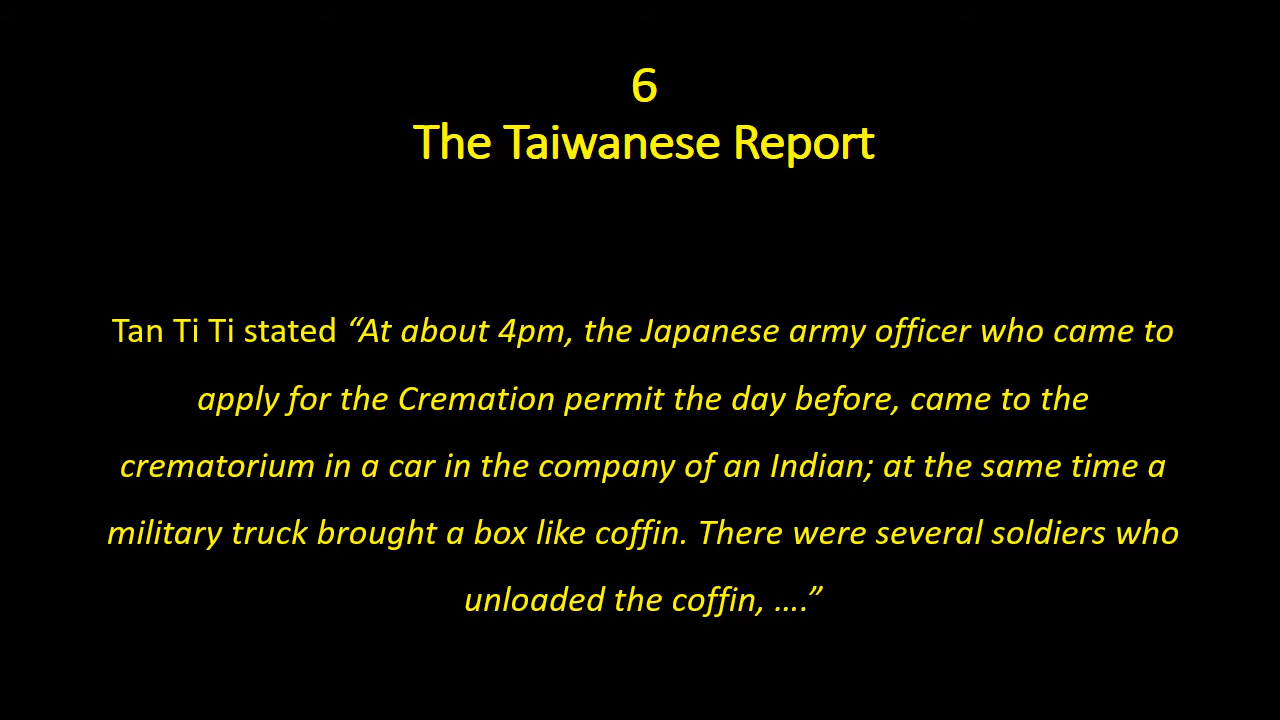 6
The Taiwanese Report
Tan Ti Ti stated “At about 4pm, the Japanese army officer who came to
apply for the Cremation permit the day before, came to the
crematorium in a car in the company of an Indian; at the same time a
military truck brought a box like coffin. There were several soldiers who
unloaded the coffin, ….”